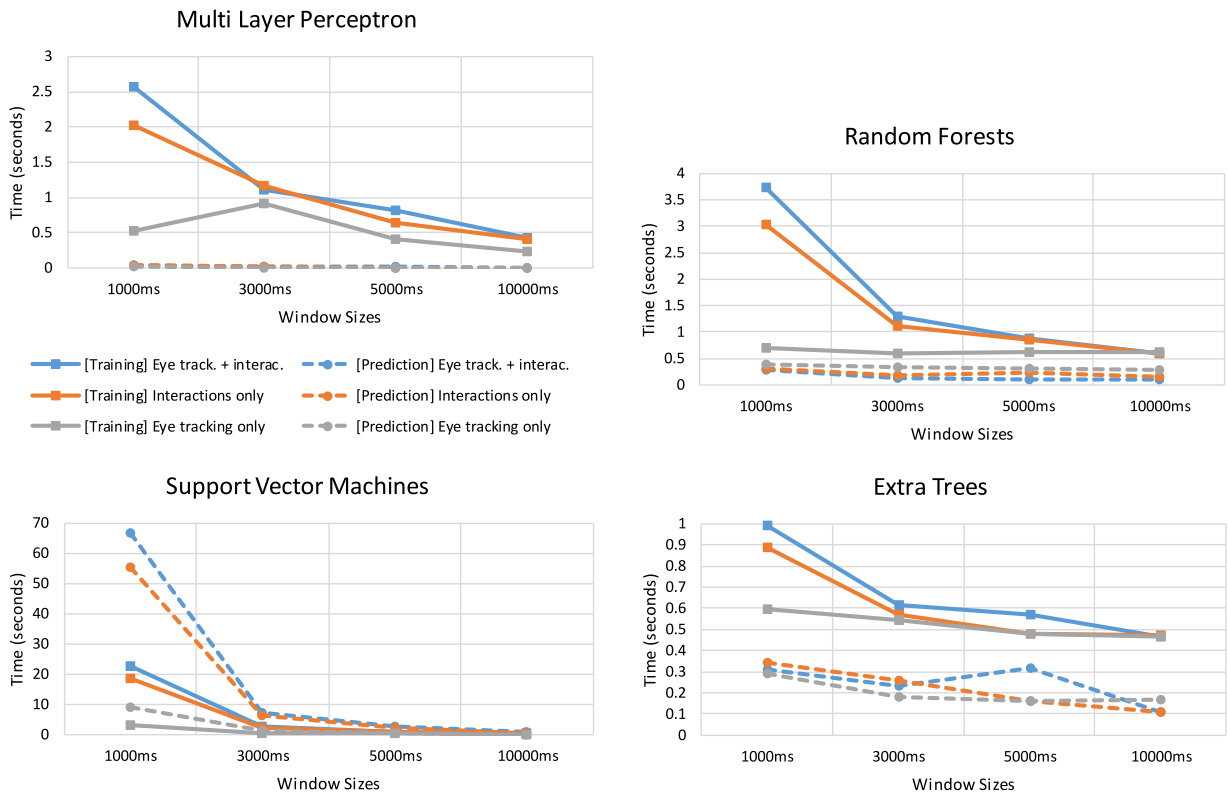 Multi Layer Perceptron
Time (seconds)
3
2.5
2
1.5
1
0.5
0
1000ms 3000ms 5000ms 10000ms
Window Sizes
Random Forests
Time (seconds)
4
3.5
3
2.5
2
1.5
1
0.5
0
1000ms 3000ms 5000ms 10000ms
Window Sizes
[Training] Eye track. + interac. [Prediction] Eye track. + interac.
[Training] Interactions only [Prediction] Interactions only
[Training] Eye tracking only [Prediction] Eye tracking only
Support Vector Machines
Time (seconds)
70
60
50
40
30
20
10
0
1000ms 3000ms 5000ms 10000ms
Window Sizes
Extra Trees
Time (seconds)
1
0.9
0.8
0.7
0.6
0.5
0.4
0.3
0.2
0.1
0
1000ms 3000ms 5000ms 10000ms
Window Sizes